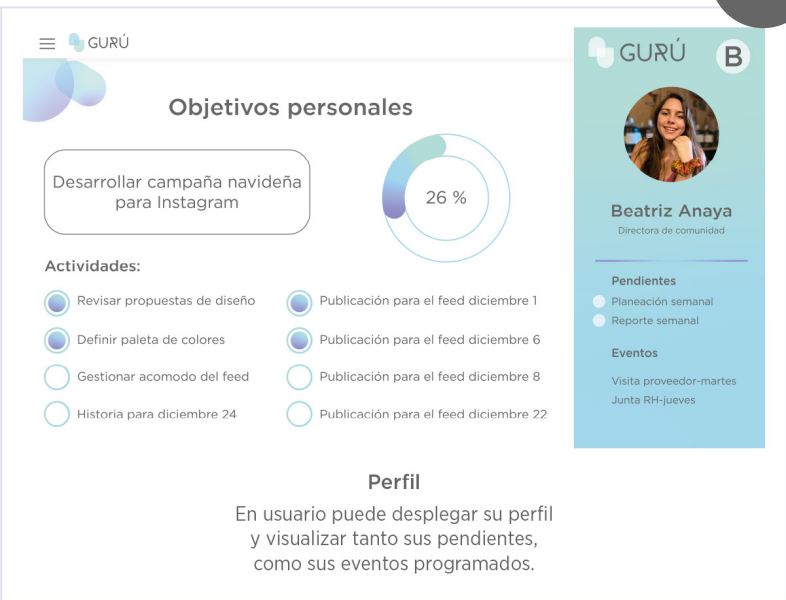 GURÚ
Objetivos personales
Desarrollar campaña navideña
para Instagram
26 %
Actividades:
Revisar propuestas de diseño
Definir paleta de colores
Gestionar acomodo del feed
Historia para diciembre 24
Publicación para el feed diciembre 1
Publicación para el feed diciembre 6
Publicación para el feed diciembre 8
Publicación para el feed diciembre 22
GURÚ
B
Beatriz Anaya
Directora de comunidad
Pendientes
Planeación semanal
Reporte semanal
Eventos
Visita proveedor-martes
Junta RH-jueves
Perfil
En usuario puede desplegar su perfil
y visualizar tanto sus pendientes,
como sus eventos programados.